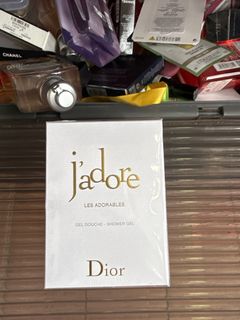 CHANEL
j'adore
LES ADORABLES
GEL DOUCHE - SHOWER GEL
Dior